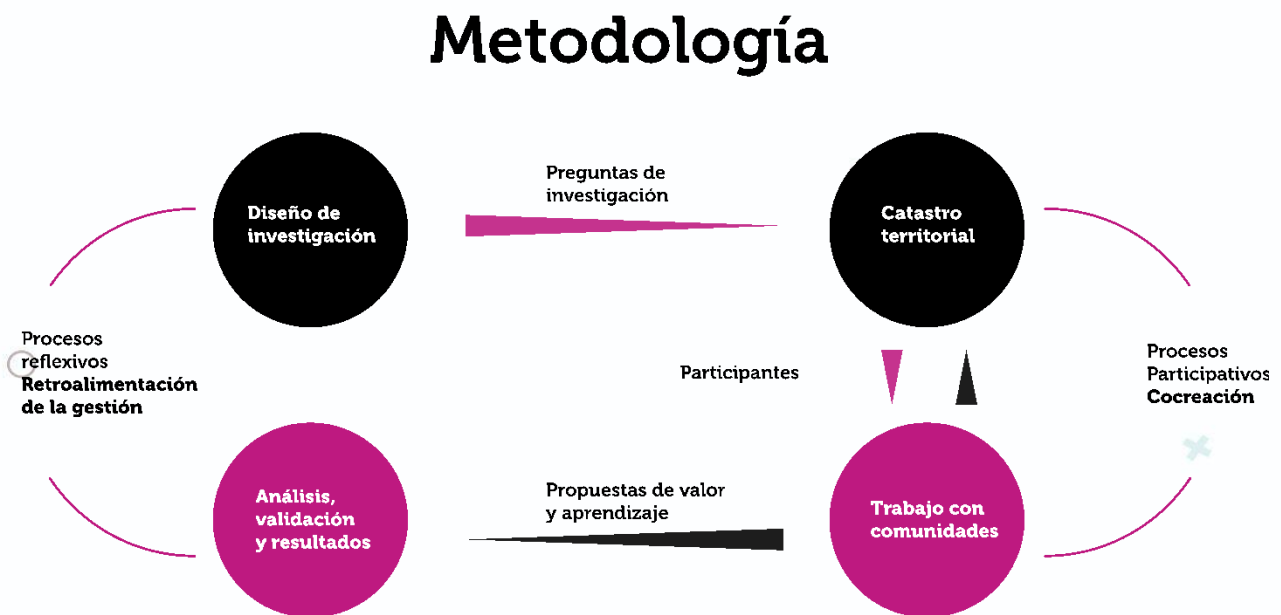 Metodología
Diseño de
investigación
Preguntas de
investigación
Catastro
territorial
Procesos
reflexivos
Retroalimentación
de la gestión
Participantes
Procesos
Participativos
Cocreación
Análisis,
validación
y resultados
Propuestas de valor
y aprendizaje
Trabajo con
comunidades